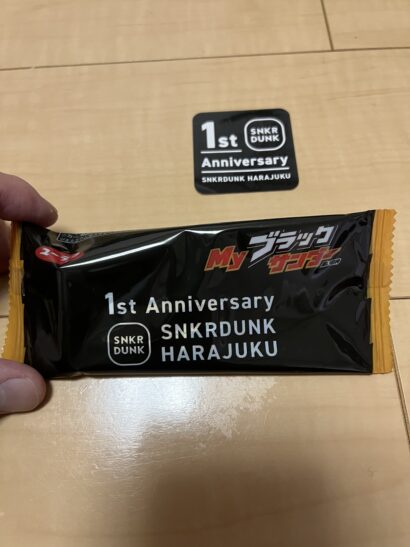 1st
SNKR
DUNK
Anniversary
SNKRDUNK HARAJUKU
My ブラック
サンダー
1st Anniversary
SNKR
DUNK
SNKRDUNK
HARAJUKU